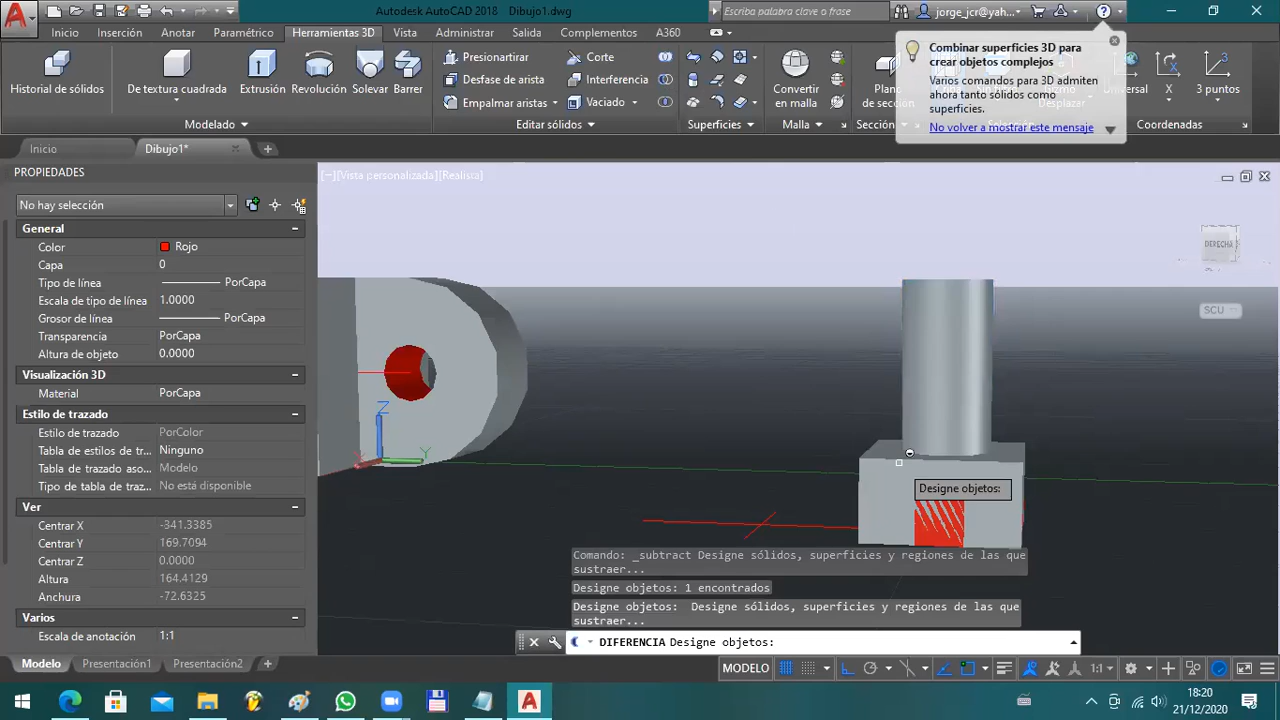 Autodesk AutoCAD 2018 Dibujo1.dwg
Escriba palabra clave o frase
jorge_jcr@yah...
Inicio Inserción Anotar Paramétrico Herramientas 3D Vista Administrar Salida Complementos A360
Combinar superficies 3D para
crear objetos complejos
Varios comandos para 3D admiten
ahora tanto sólidos como
superficies.
No volver a mostrar este mensaje
Historial de sólidos
De textura cuadrada
Extrusión
Revolución
Solevar
Barrer
Presionartirar
Desfase de arista
Empalmar aristas
Corte
Interferencia
Vaciado
Convertir
en malla
Plano
de sección
Universal
X
3 puntos
Modelado
Editar sólidos
Superficies
Malla
Sección
Coordenadas
Inicio
Dibujo1*
PROPIEDADES
No hay selección
General
Color Rojo
Capa 0
Tipo de línea PorCapa
Escala de tipo de línea 1.0000
Grosor de línea PorCapa
Transparencia PorCapa
Altura de objeto 0.0000
Visualización 3D
Material PorCapa
Estilo de trazado
Estilo de trazado PorColor
Tabla de estilos de tr... Ninguno
Tabla de trazado aso... Modelo
Tipo de tabla de traz... No está disponible
Ver
Centrar X -341.3385
Centrar Y 169.7094
Centrar Z 0.0000
Altura 164.4129
Anchura -72.6325
Varios
Escala de anotación 1:1
[−][Vista personalizada][Realista]
DERECHA
SCU
Z
Y
X
Designe objetos:
Comando: _subtract Designe sólidos, superficies y regiones de las que
sustraer...
Designe objetos: 1 encontrados
Designe objetos:  Designe sólidos, superficies y regiones de las que
sustraer...
DIFERENCIA Designe objetos:
Modelo Presentación1 Presentación2
MODELO
1:1
18:20
21/12/2020